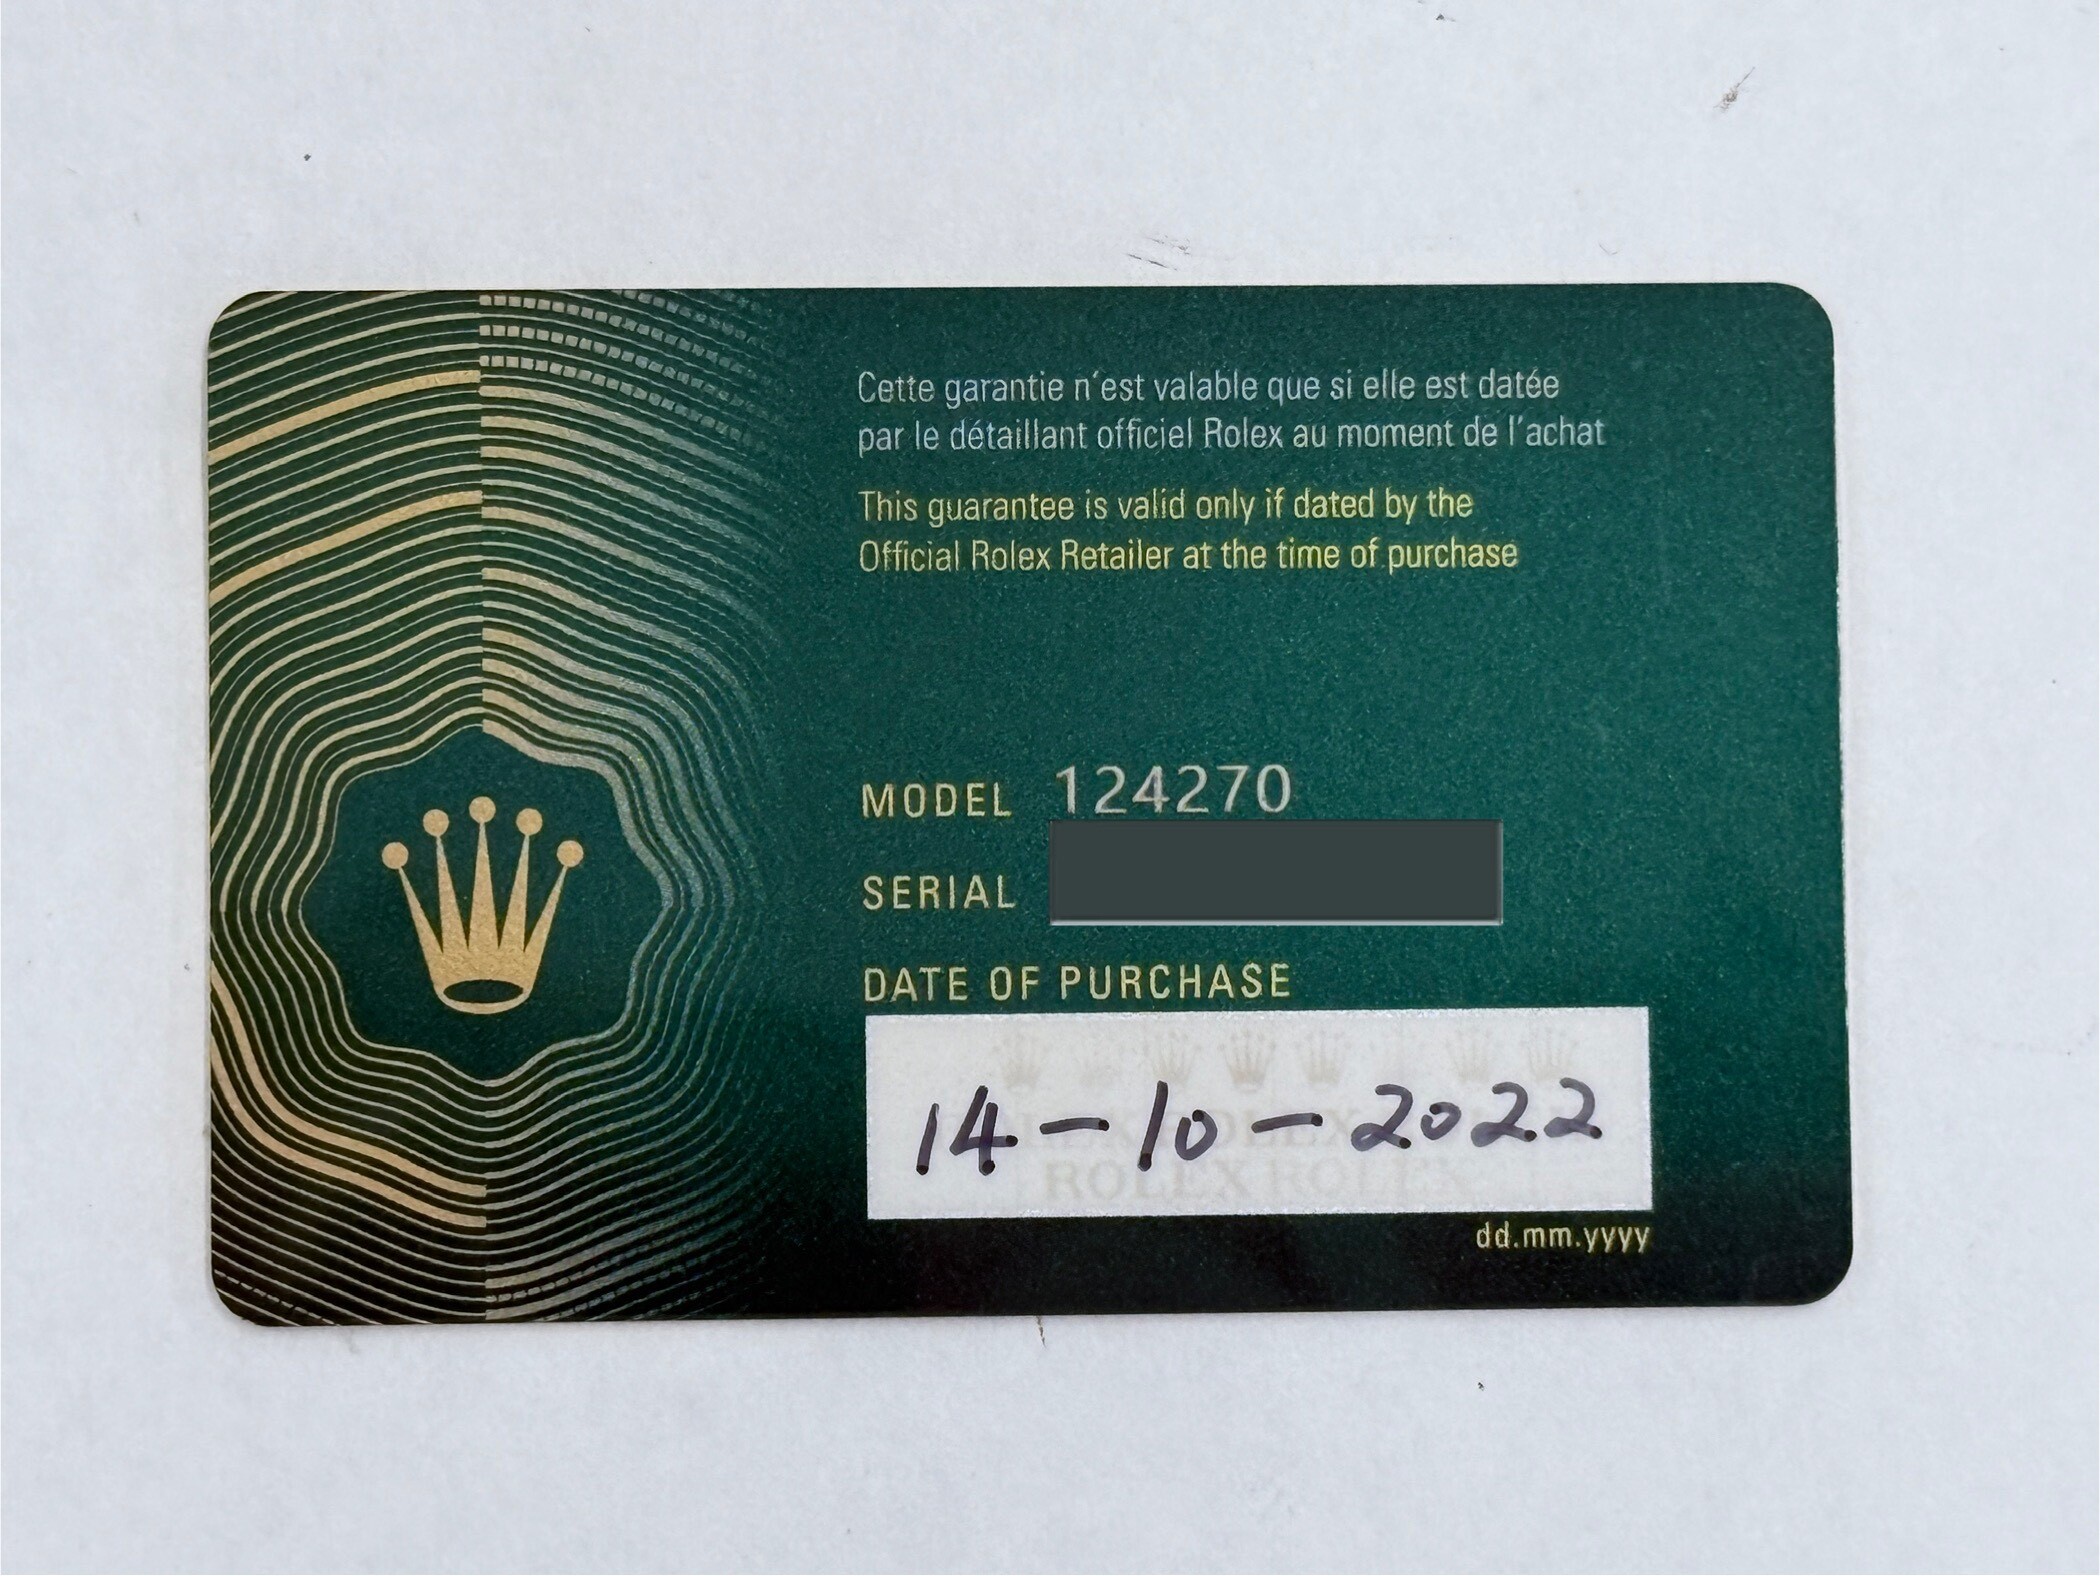 Cette garantie n'est valable que si elle est datée
par le détaillant officiel Rolex au moment de l'achat
This guarantee is valid only if dated by the
Official Rolex Retailer at the time of purchase
MODEL 124270
SERIAL
DATE OF PURCHASE
14-10-2022
ROLEX ROLEX
dd.mm.yyyy